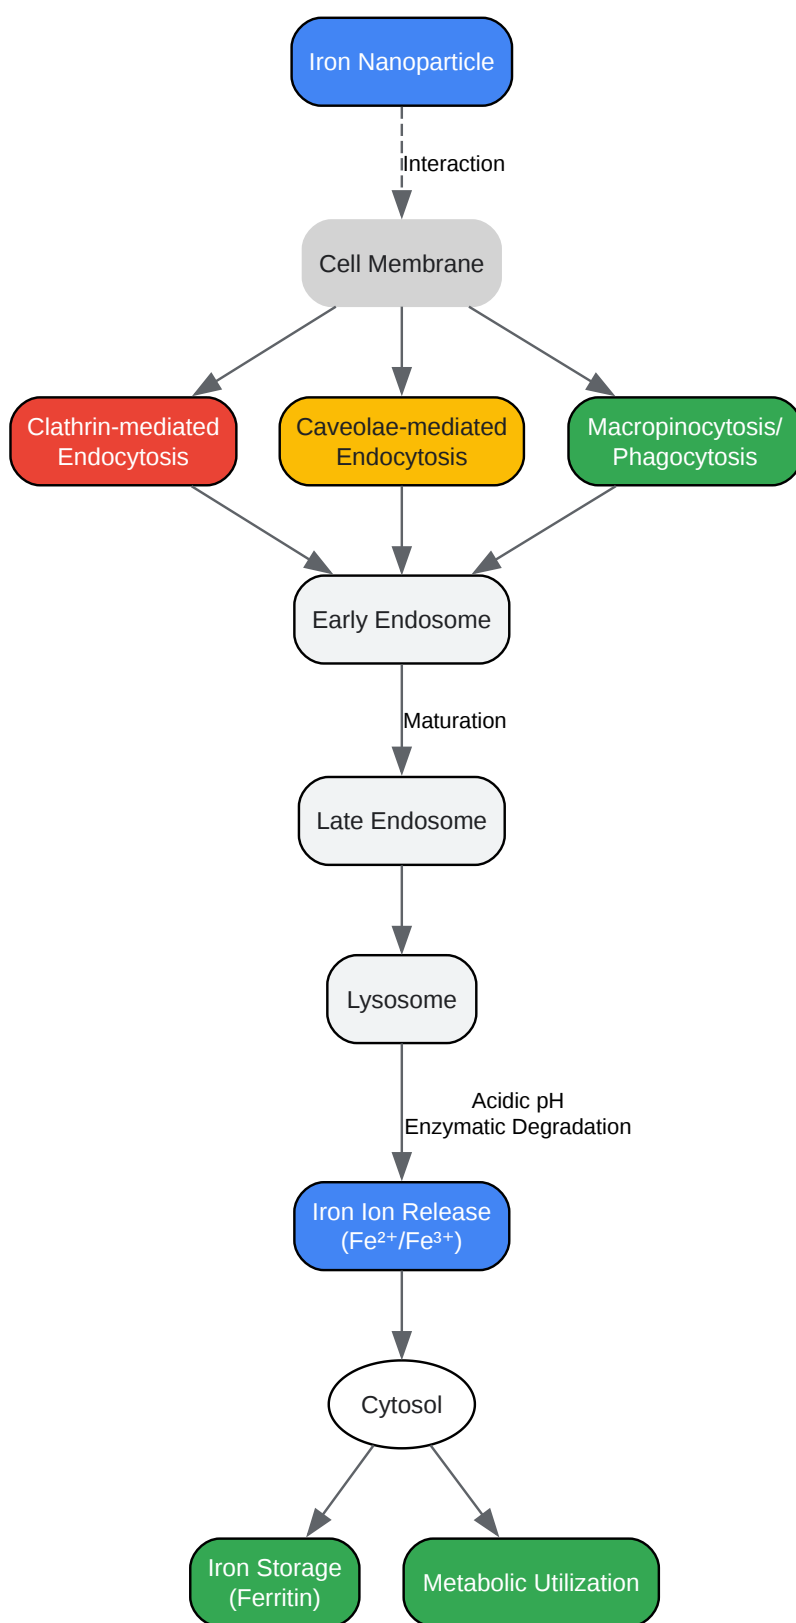 Iron Nanoparticle
Interaction
Cell Membrane
Clathrin-mediated
Endocytosis
Caveolae-mediated
Endocytosis
Macropinocytosis/
Phagocytosis
Early Endosome
Maturation
Late Endosome
Lysosome
Acidic pH
Enzymatic Degradation
Iron Ion Release
(Fe²⁺/Fe³⁺)
Cytosol
Iron Storage
(Ferritin)
Metabolic Utilization